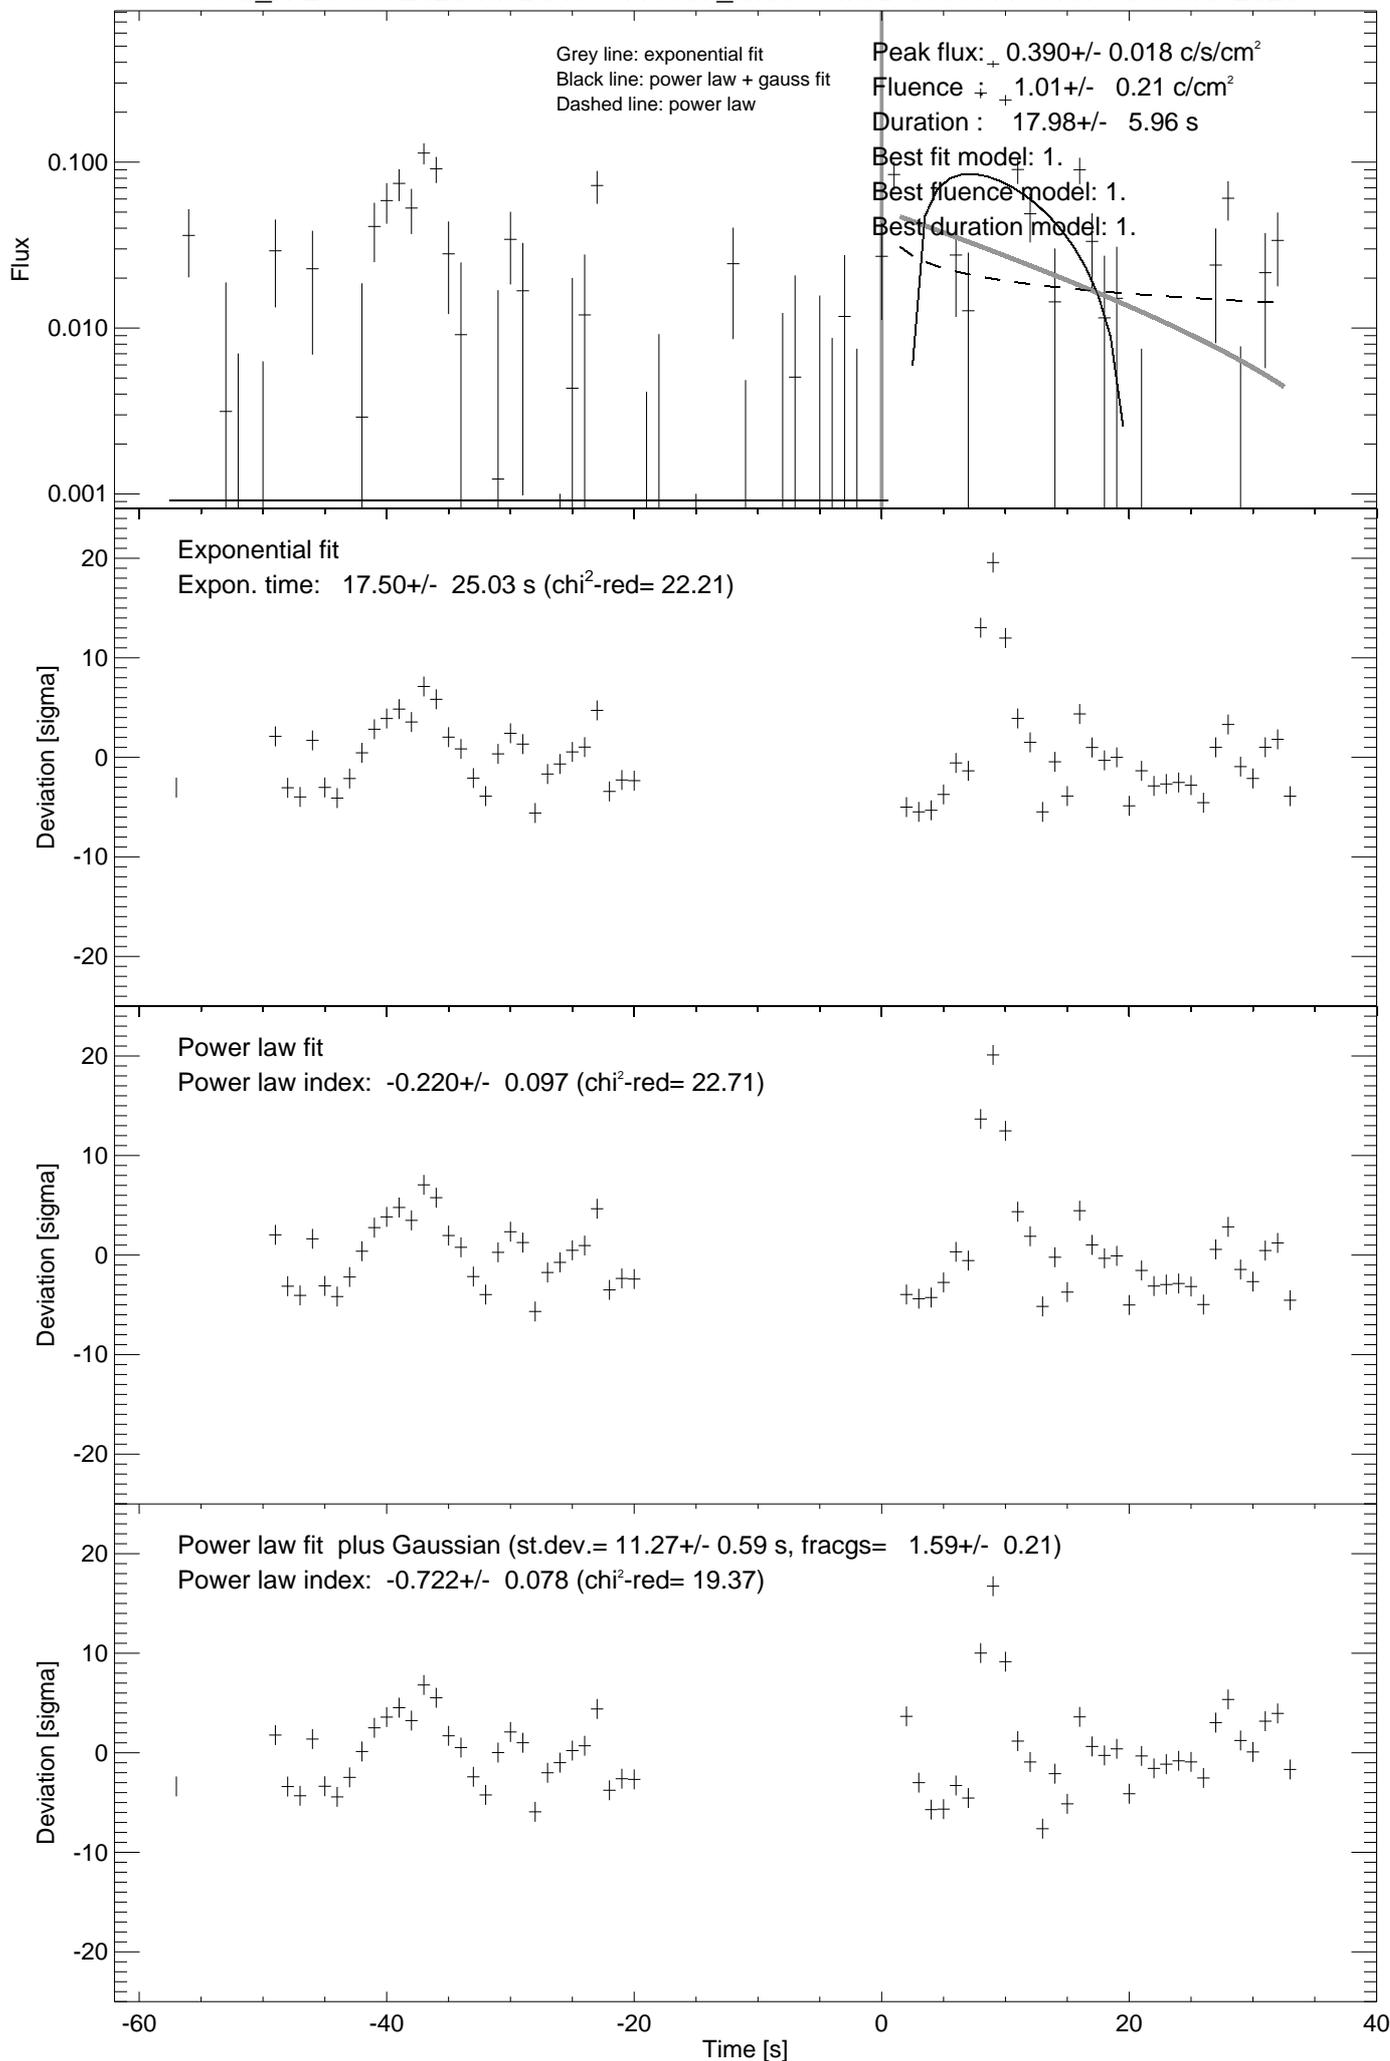 Grey line: exponential fit
Black line: power law + gauss fit
Dashed line: power law
Peak flux: 0.390+/- 0.018 c/s/cm²
Fluence : 1.01+/- 0.21 c/cm²
Duration : 17.98+/- 5.96 s
Best fit model: 1.
Best fluence model: 1.
Best duration model: 1.
Flux
0.100
0.010
0.001
Exponential fit
Expon. time: 17.50+/- 25.03 s (chi²-red= 22.21)
Deviation [sigma]
20
10
0
-10
-20
Power law fit
Power law index: -0.220+/- 0.097 (chi²-red= 22.71)
Deviation [sigma]
20
10
0
-10
-20
Power law fit plus Gaussian (st.dev.= 11.27+/- 0.59 s, fracgs= 1.59+/- 0.21)
Power law index: -0.722+/- 0.078 (chi²-red= 19.37)
Deviation [sigma]
20
10
0
-10
-20
-60 -40 -20 0 20 40
Time [s]